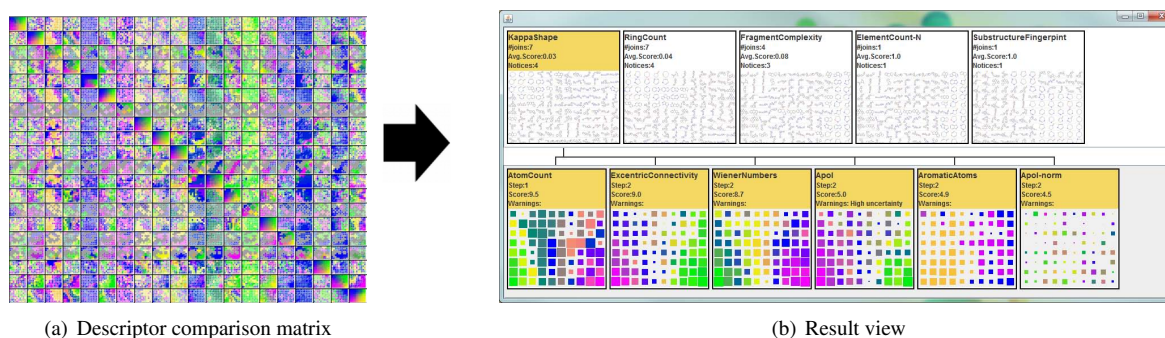 KappaShape
#joins:7
Avg.Score:0.03
Notices:4
RingCount
#joins:7
Avg.Score:0.04
Notices:4
FragmentComplexity
#joins:4
Avg.Score:0.08
Notices:3
ElementCount-N
#joins:1
Avg.Score:1.0
Notices:1
SubstructureFingerpint
#joins:1
Avg.Score:1.0
Notices:1
AtomCount
Step:1
Score:9.5
Warnings:
ExcentricConnectivity
Step:2
Score:9.0
Warnings:
WienerNumbers
Step:2
Score:8.7
Warnings:
Apol
Step:2
Score:5.0
Warnings: High uncertainty
AromaticAtoms
Step:2
Score:4.9
Warnings:
Apol-norm
Step:2
Score:4.5
Warnings:
(a) Descriptor comparison matrix
(b) Result view